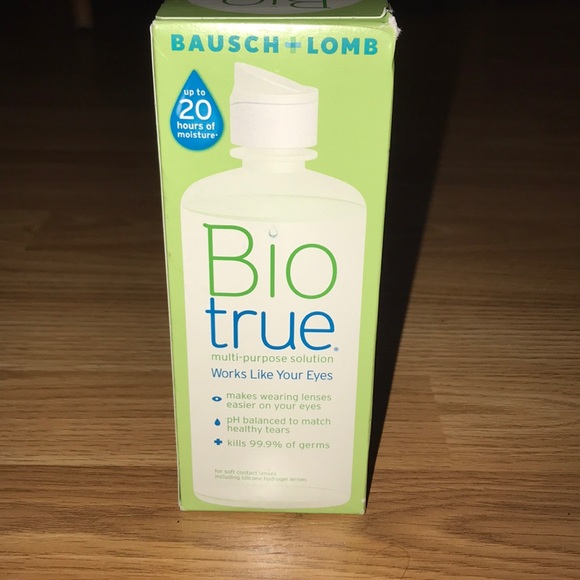 Bio
BAUSCH + LOMB
up to
20
hours of
moisture*
Bio
true®
multi-purpose solution
Works Like Your Eyes
makes wearing lenses
easier on your eyes
pH balanced to match
healthy tears
kills 99.9% of germs
for soft contact lenses
including silicone hydrogel lenses